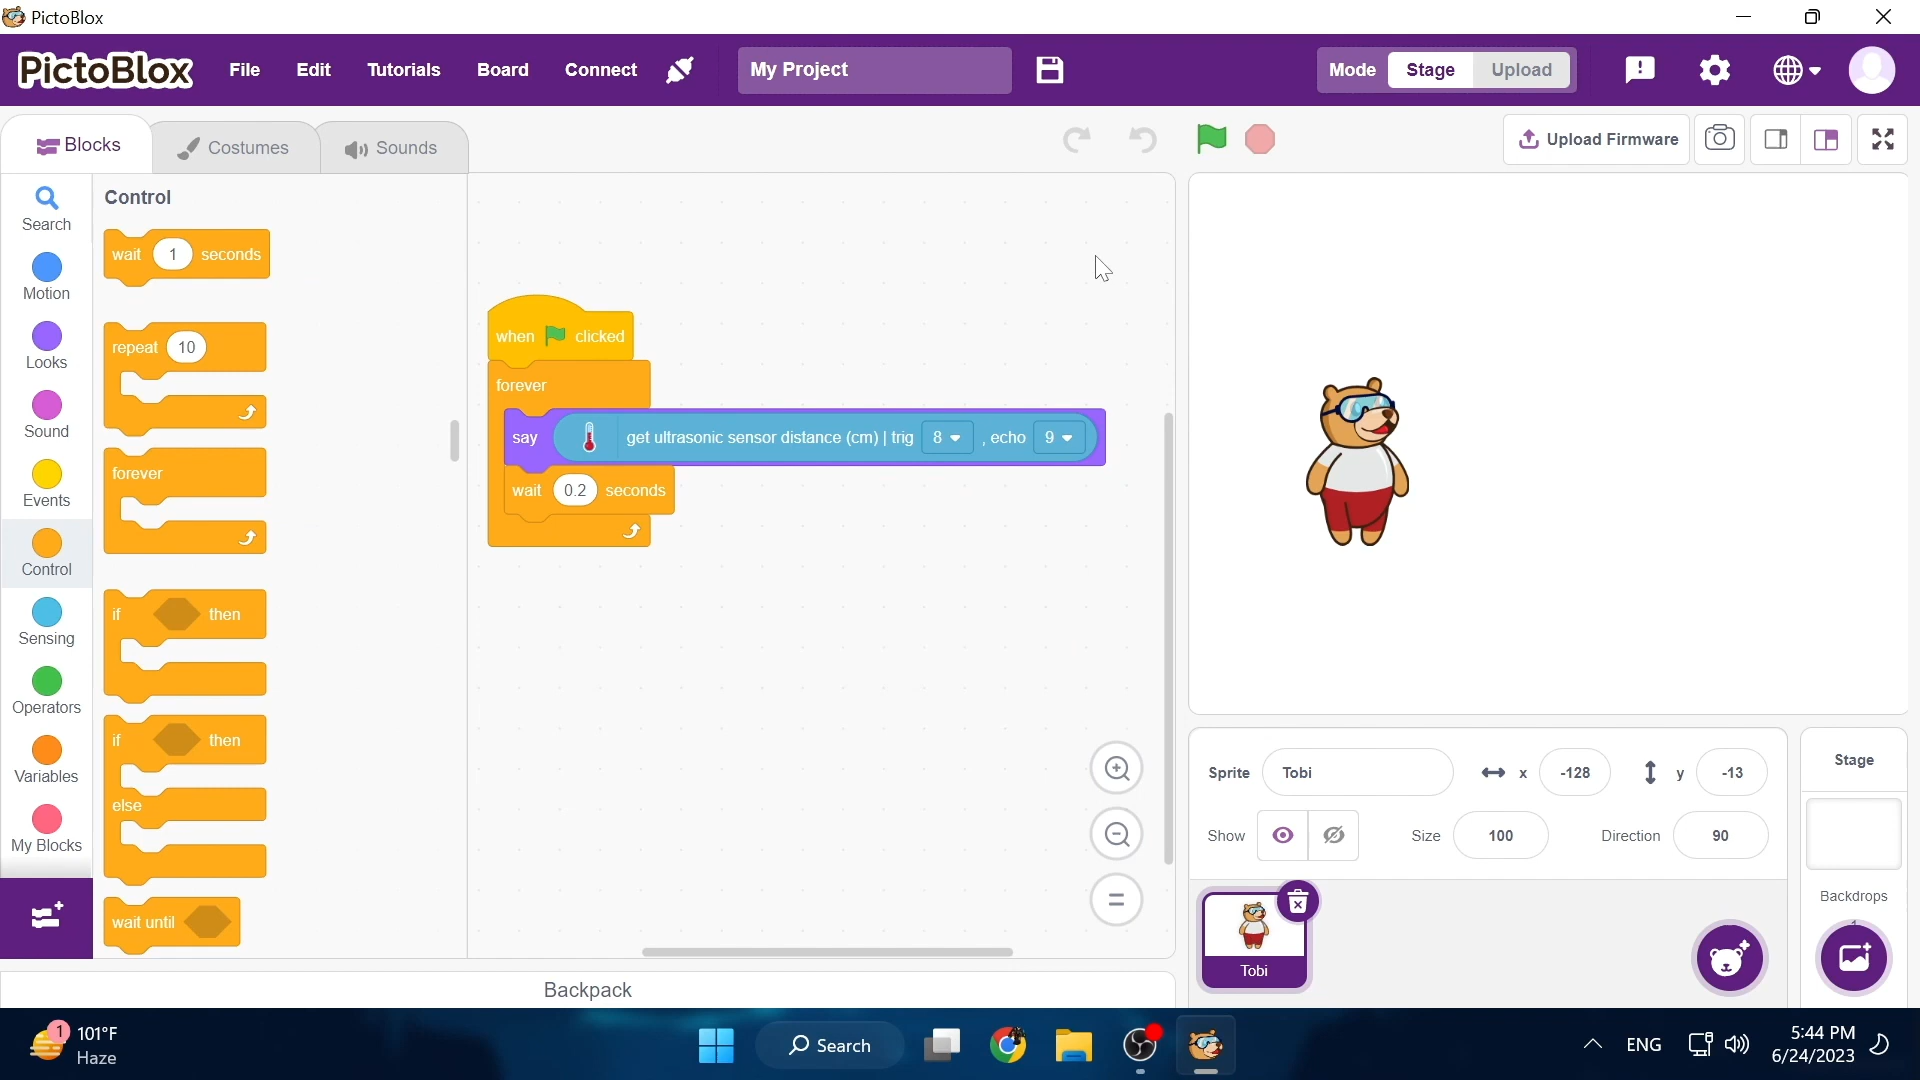 PictoBlox
PictoBlox File Edit Tutorials Board Connect My Project Mode Stage Upload
Blocks Costumes Sounds Upload Firmware
Search
Motion
Looks
Sound
Events
Control
Sensing
Operators
Variables
My Blocks
Control
wait 1 seconds
repeat 10
forever
if then
if then
else
wait until
when clicked
forever
say get ultrasonic sensor distance (cm) | trig 8 , echo 9
wait 0.2 seconds
Backpack
Sprite Tobi x -128 y -13
Show Size 100 Direction 90
Tobi
Stage
Backdrops
1
1 101°F
Haze
Search
ENG
5:44 PM
6/24/2023